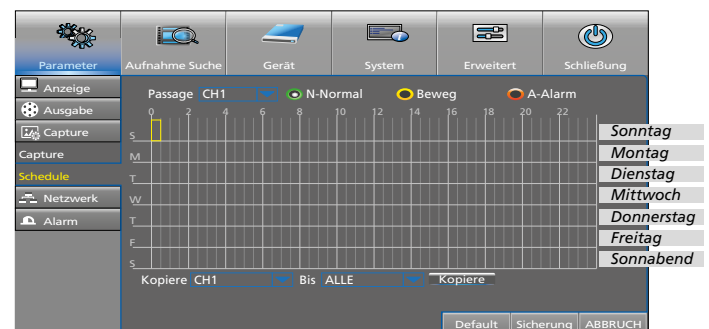 Parameter Aufnahme Suche Gerät System Erweitert Schließung
Anzeige
Ausgabe
Capture
Capture
Schedule
Netzwerk
Alarm
Passage CH1 N-Normal Beweg A-Alarm
0 2 4 6 8 10 12 14 16 18 20 22
S Sonntag
M Montag
T Dienstag
W Mittwoch
T Donnerstag
F Freitag
S Sonnabend
Kopiere CH1 Bis ALLE Kopiere
Default Sicherung ABBRUCH